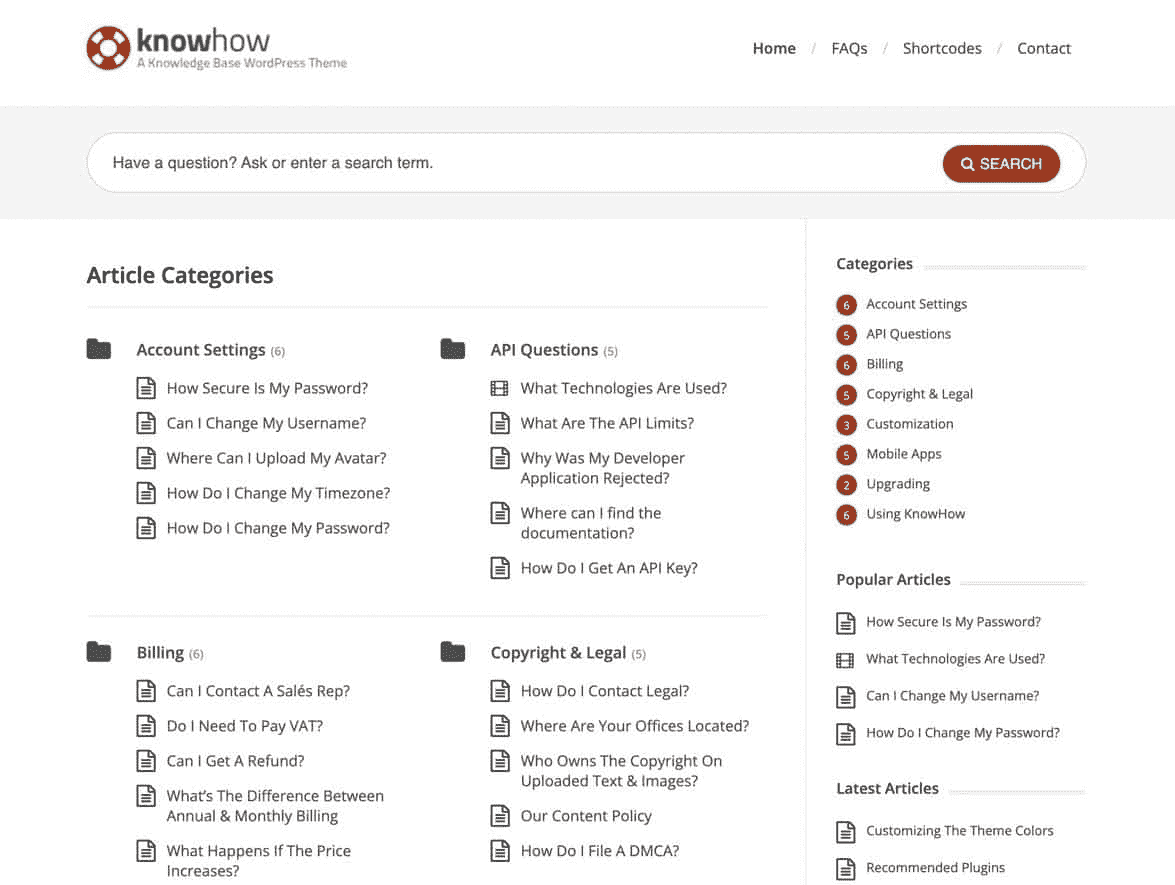 knowhow
A Knowledge Base WordPress Theme
Home / FAQs / Shortcodes / Contact
Have a question? Ask or enter a search term.
SEARCH
Article Categories
Account Settings (6)
How Secure Is My Password?
Can I Change My Username?
Where Can I Upload My Avatar?
How Do I Change My Timezone?
How Do I Change My Password?
API Questions (5)
What Technologies Are Used?
What Are The API Limits?
Why Was My Developer
Application Rejected?
Where can I find the
documentation?
How Do I Get An API Key?
Billing (6)
Can I Contact A Salés Rep?
Do I Need To Pay VAT?
Can I Get A Refund?
What's The Difference Between
Annual & Monthly Billing
What Happens If The Price
Increases?
Copyright & Legal (5)
How Do I Contact Legal?
Where Are Your Offices Located?
Who Owns The Copyright On
Uploaded Text & Images?
Our Content Policy
How Do I File A DMCA?
Categories
6 Account Settings
5 API Questions
6 Billing
5 Copyright & Legal
3 Customization
5 Mobile Apps
2 Upgrading
6 Using KnowHow
Popular Articles
How Secure Is My Password?
What Technologies Are Used?
Can I Change My Username?
How Do I Change My Password?
Latest Articles
Customizing The Theme Colors
Recommended Plugins